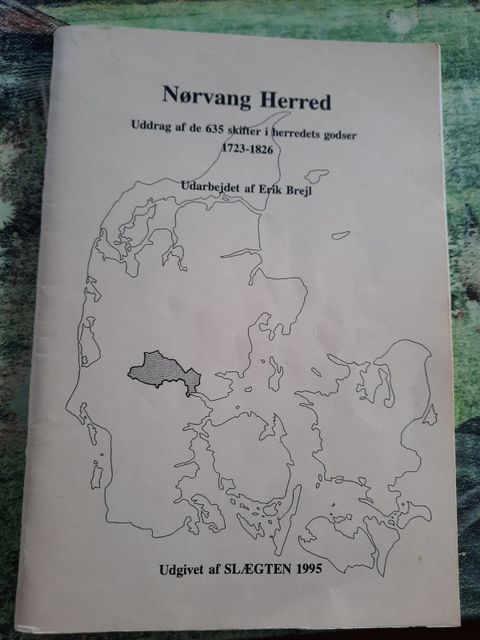 Nørvang Herred
Uddrag af de 635 skifter i herredets godser
1723-1826
Udarbejdet af Erik Brejl
Udgivet af SLÆGTEN 1995